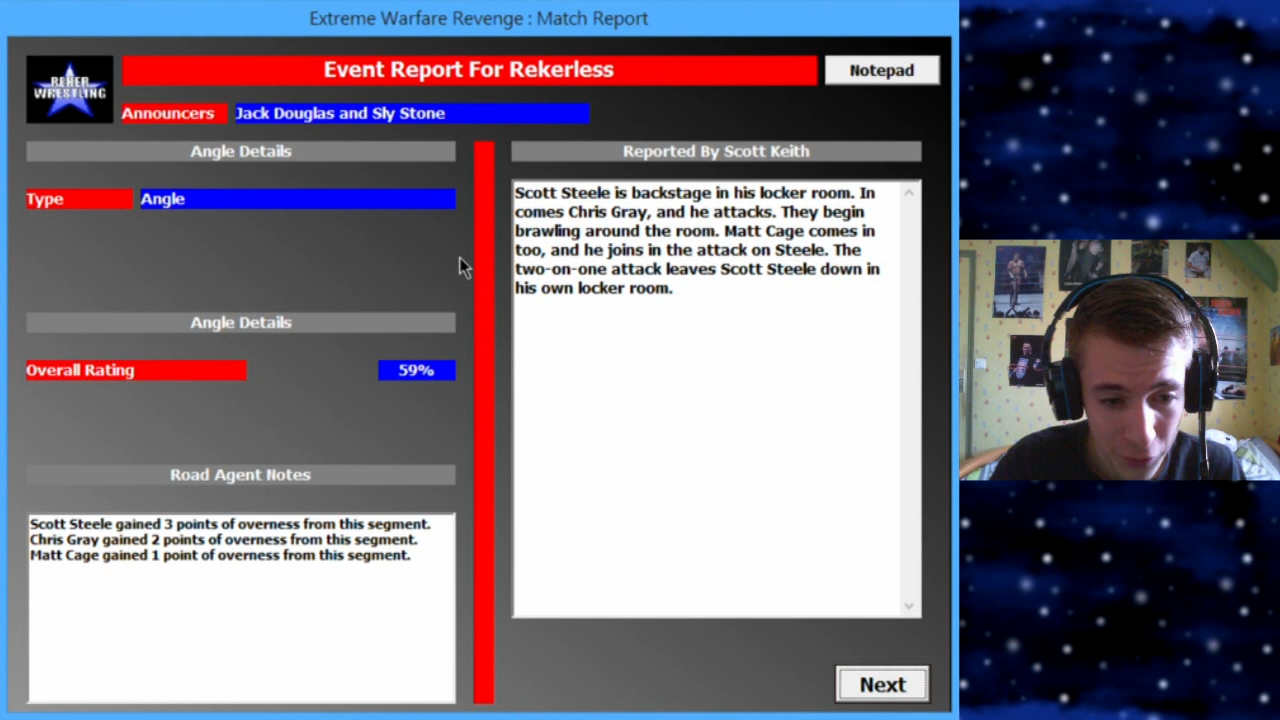 Extreme Warfare Revenge : Match Report
REKER
WRESTLING
Event Report For Rekerless
Notepad
Announcers Jack Douglas and Sly Stone
Angle Details
Type Angle
Angle Details
Overall Rating 59%
Road Agent Notes
Scott Steele gained 3 points of overness from this segment.
Chris Gray gained 2 points of overness from this segment.
Matt Cage gained 1 point of overness from this segment.
Reported By Scott Keith
Scott Steele is backstage in his locker room. In
comes Chris Gray, and he attacks. They begin
brawling around the room. Matt Cage comes in
too, and he joins in the attack on Steele. The
two-on-one attack leaves Scott Steele down in
his own locker room.
Next